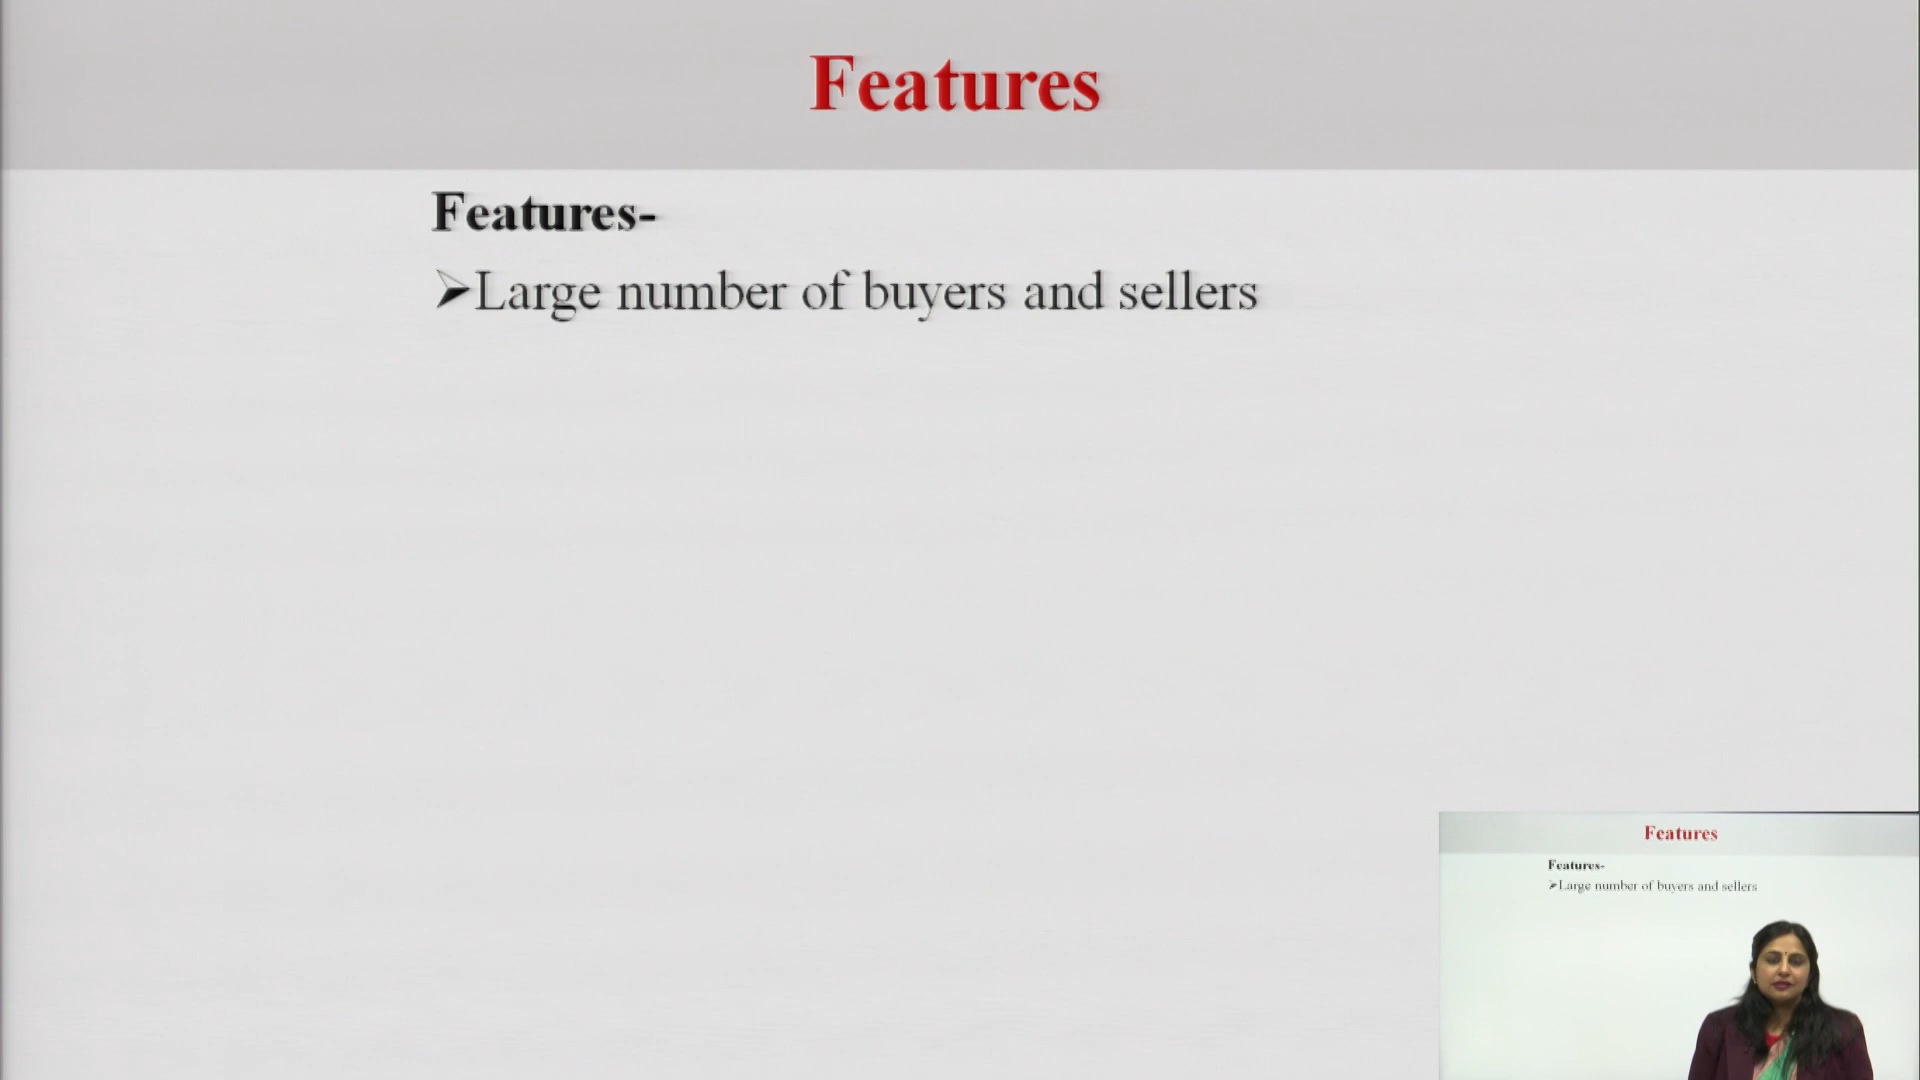 Features
Features-
➢Large number of buyers and sellers
Features
Features-
➢Large number of buyers and sellers